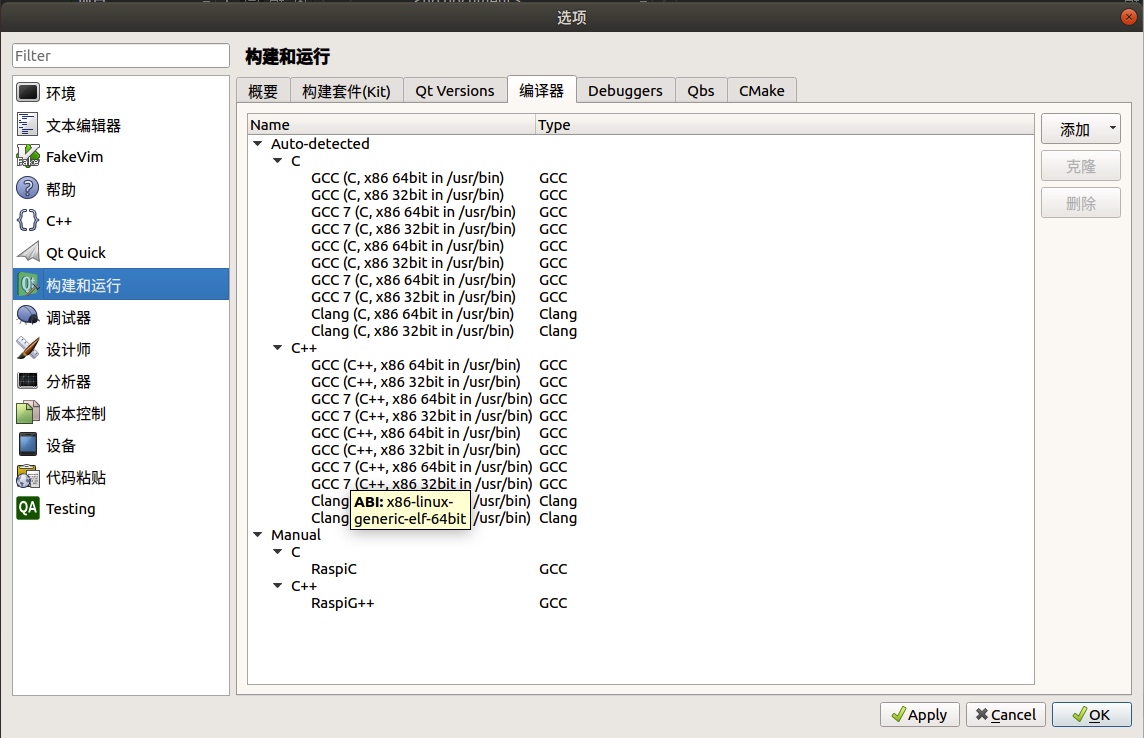 选项
Filter
构建和运行
环境
文本编辑器
FakeVim
帮助
C++
Qt Quick
构建和运行
调试器
设计师
分析器
版本控制
设备
代码粘贴
Testing
概要 构建套件(Kit) Qt Versions 编译器 Debuggers Qbs CMake
Name Type
Auto-detected
C
GCC (C, x86 64bit in /usr/bin) GCC
GCC (C, x86 32bit in /usr/bin) GCC
GCC 7 (C, x86 64bit in /usr/bin) GCC
GCC 7 (C, x86 32bit in /usr/bin) GCC
GCC (C, x86 64bit in /usr/bin) GCC
GCC (C, x86 32bit in /usr/bin) GCC
GCC 7 (C, x86 64bit in /usr/bin) GCC
GCC 7 (C, x86 32bit in /usr/bin) GCC
Clang (C, x86 64bit in /usr/bin) Clang
Clang (C, x86 32bit in /usr/bin) Clang
C++
GCC (C++, x86 64bit in /usr/bin) GCC
GCC (C++, x86 32bit in /usr/bin) GCC
GCC 7 (C++, x86 64bit in /usr/bin) GCC
GCC 7 (C++, x86 32bit in /usr/bin) GCC
GCC (C++, x86 64bit in /usr/bin) GCC
GCC (C++, x86 32bit in /usr/bin) GCC
GCC 7 (C++, x86 64bit in /usr/bin) GCC
GCC 7 (C++, x86 32bit in /usr/bin) GCC
Clang /usr/bin) Clang
Clang /usr/bin) Clang
ABI: x86-linux-
generic-elf-64bit
Manual
C
RaspiC GCC
C++
RaspiG++ GCC
添加
克隆
删除
Apply Cancel OK